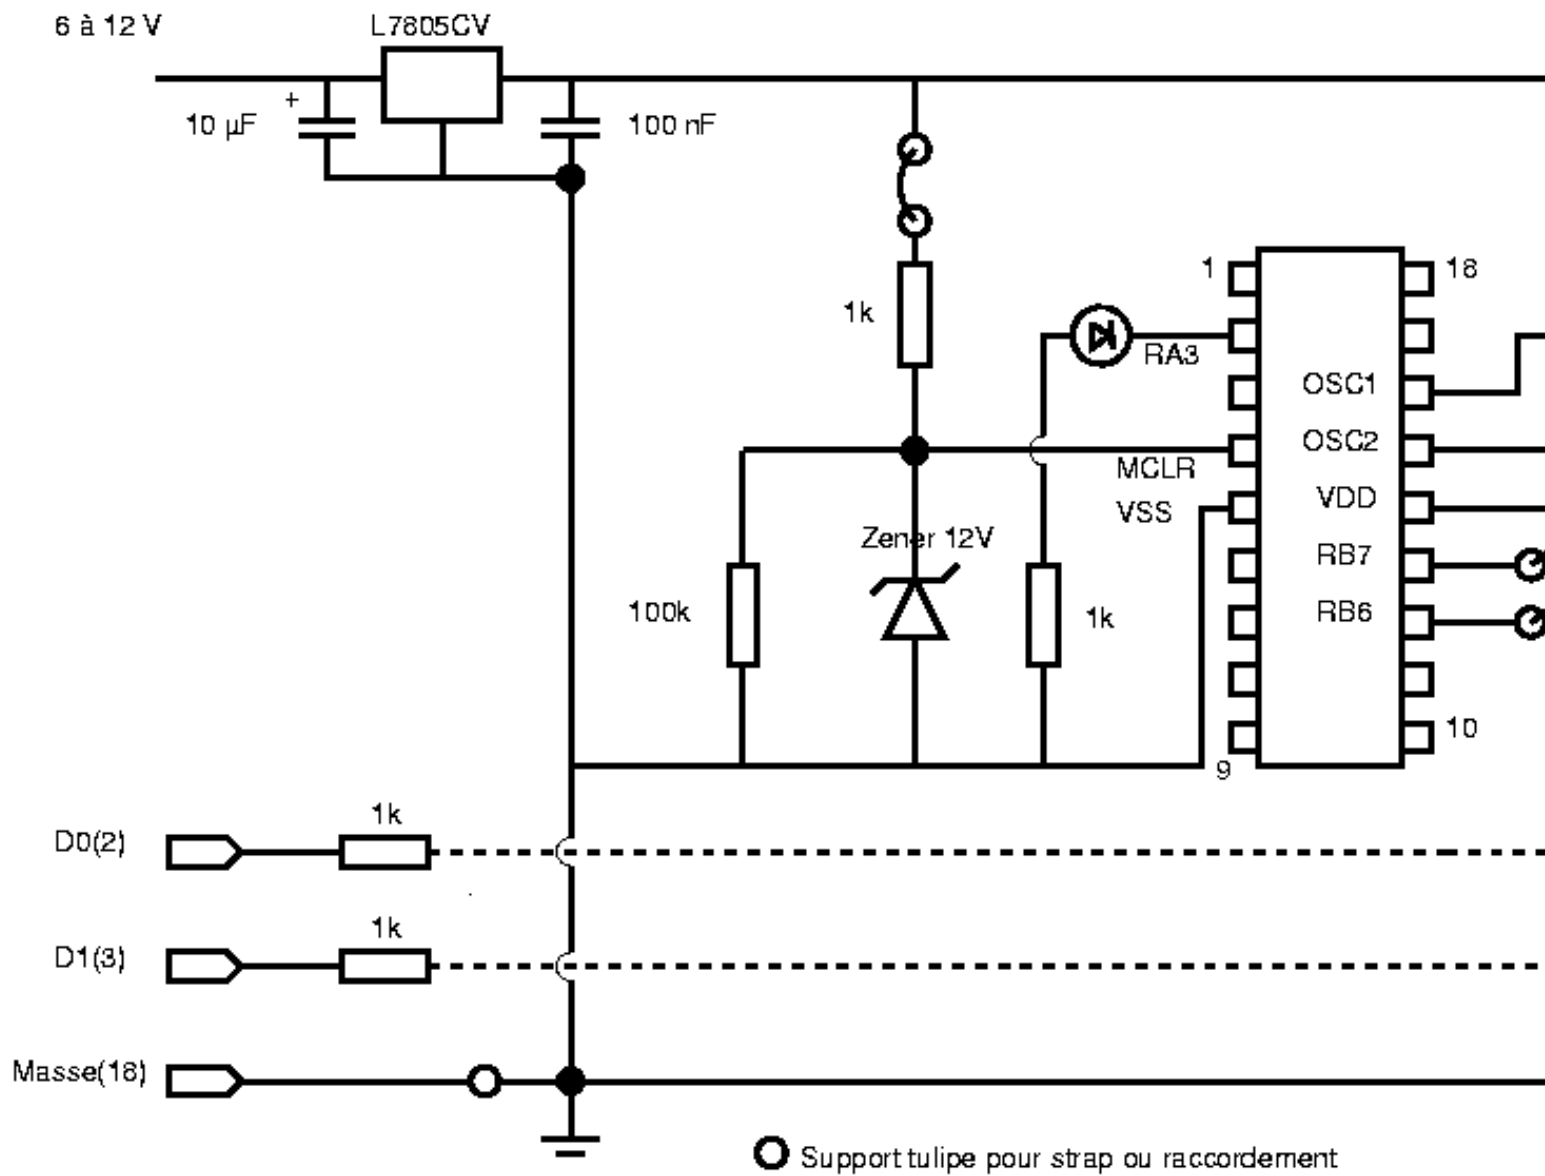 6 à 12 V
L7805CV
+
10 µF
100 nF
1
18
1k
RA3
OSC1
OSC2
MCLR
VSS
VDD
Zener 12V
RB7
100k
1k
RB6
10
9
1k
D0(2)
1k
D1(3)
Masse(18)
Support tulipe pour strap ou raccordement